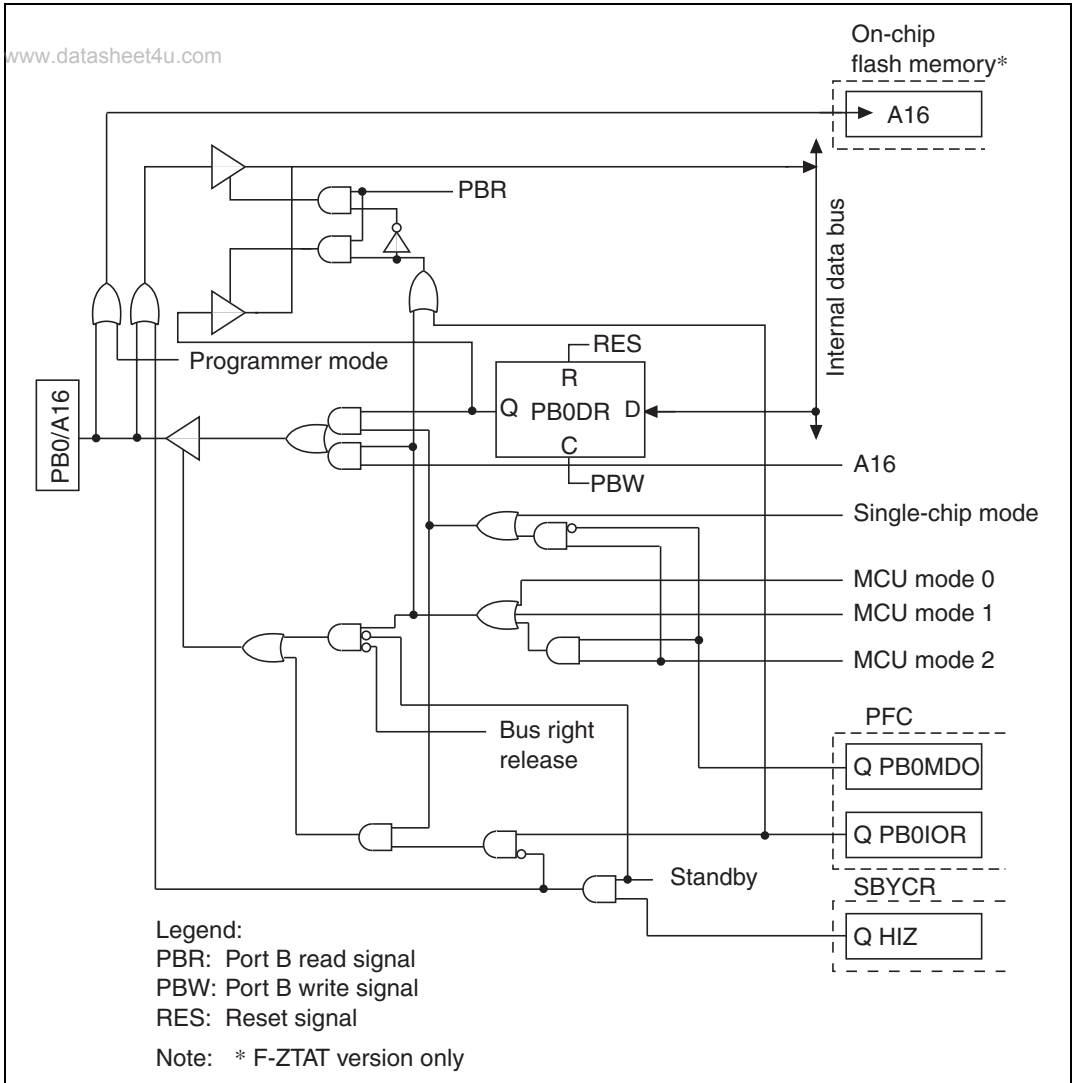 www.datasheet4u.com
On-chip
flash memory*
A16
PBR
Internal data bus
Programmer mode
RES
R
Q PB0DR D
C
PBW
PB0/A16
A16
Single-chip mode
MCU mode 0
MCU mode 1
MCU mode 2
Bus right
release
PFC
Q PB0MDO
Q PB0IOR
Standby
SBYCR
Q HIZ
Legend:
PBR: Port B read signal
PBW: Port B write signal
RES: Reset signal
Note: * F-ZTAT version only